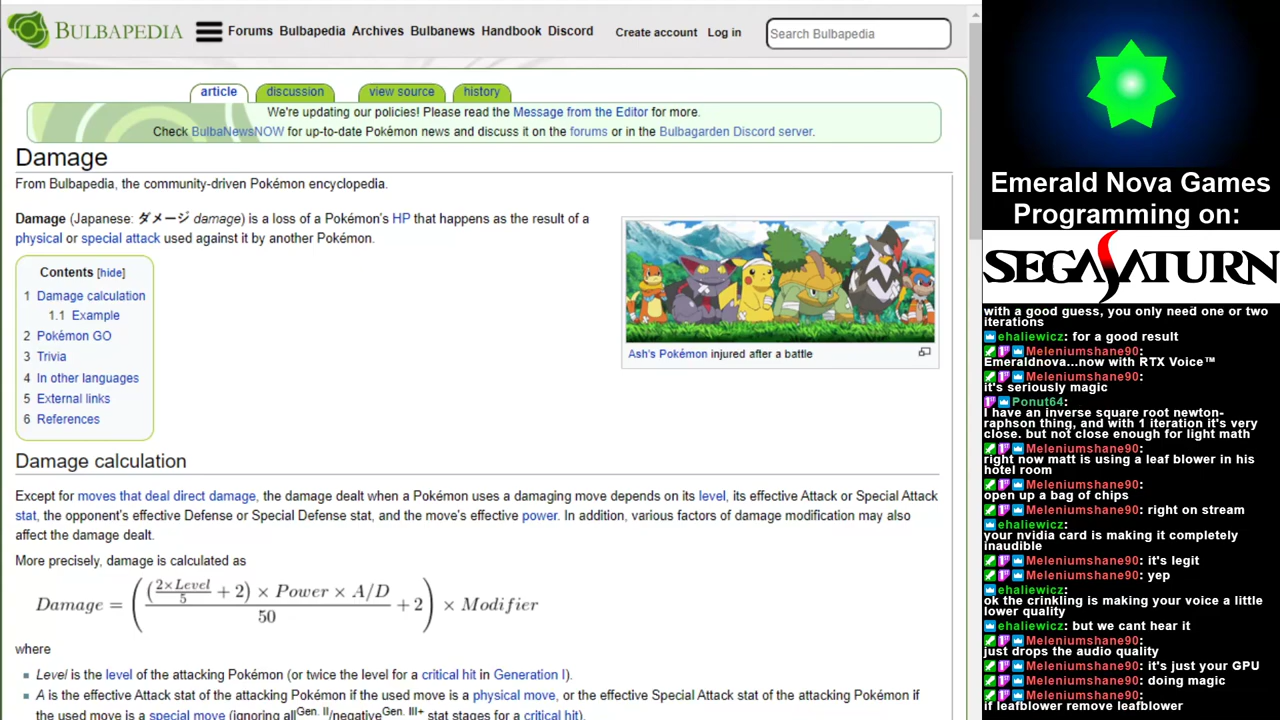 BULBAPEDIA
Forums Bulbapedia Archives Bulbanews Handbook Discord
Create account Log in
Search Bulbapedia
article discussion view source history
We're updating our policies! Please read the Message from the Editor for more.
Check BulbaNewsNOW for up-to-date Pokémon news and discuss it on the forums or in the Bulbagarden Discord server.
Damage
From Bulbapedia, the community-driven Pokémon encyclopedia.
Damage (Japanese: ダメージ damage) is a loss of a Pokémon's HP that happens as the result of a
physical or special attack used against it by another Pokémon.
Contents [hide]
1 Damage calculation
1.1 Example
2 Pokémon GO
3 Trivia
4 In other languages
5 External links
6 References
Ash's Pokémon injured after a battle
Damage calculation
Except for moves that deal direct damage, the damage dealt when a Pokémon uses a damaging move depends on its level, its effective Attack or Special Attack
stat, the opponent's effective Defense or Special Defense stat, and the move's effective power. In addition, various factors of damage modification may also
affect the damage dealt.
More precisely, damage is calculated as
Damage = (((2×Level/5 + 2) × Power × A/D)/50 + 2) × Modifier
where
Level is the level of the attacking Pokémon (or twice the level for a critical hit in Generation I).
A is the effective Attack stat of the attacking Pokémon if the used move is a physical move, or the effective Special Attack stat of the attacking Pokémon if
the used move is a special move (ignoring all Gen. II/negative Gen. III+ stat stages for a critical hit).
Emerald Nova Games
Programming on:
SEGA SATURN
with a good guess, you only need one or two
iterations
ehaliewicz: for a good result
Meleniumshane90:
Emeraldnova...now with RTX Voice™
Meleniumshane90:
it's seriously magic
Ponut64:
I have an inverse square root newton-
raphson thing, and with 1 iteration it's very
close. but not close enough for light math
Meleniumshane90:
right now matt is using a leaf blower in his
hotel room
Meleniumshane90:
open up a bag of chips
Meleniumshane90: right on stream
ehaliewicz:
your nvidia card is making it completely
inaudible
Meleniumshane90: it's legit
Meleniumshane90: yep
ehaliewicz:
ok the crinkling is making your voice a little
lower quality
ehaliewicz: but we cant hear it
Meleniumshane90:
just drops the audio quality
Meleniumshane90: it's just your GPU
Meleniumshane90: doing magic
Meleniumshane90:
if leafblower remove leafblower